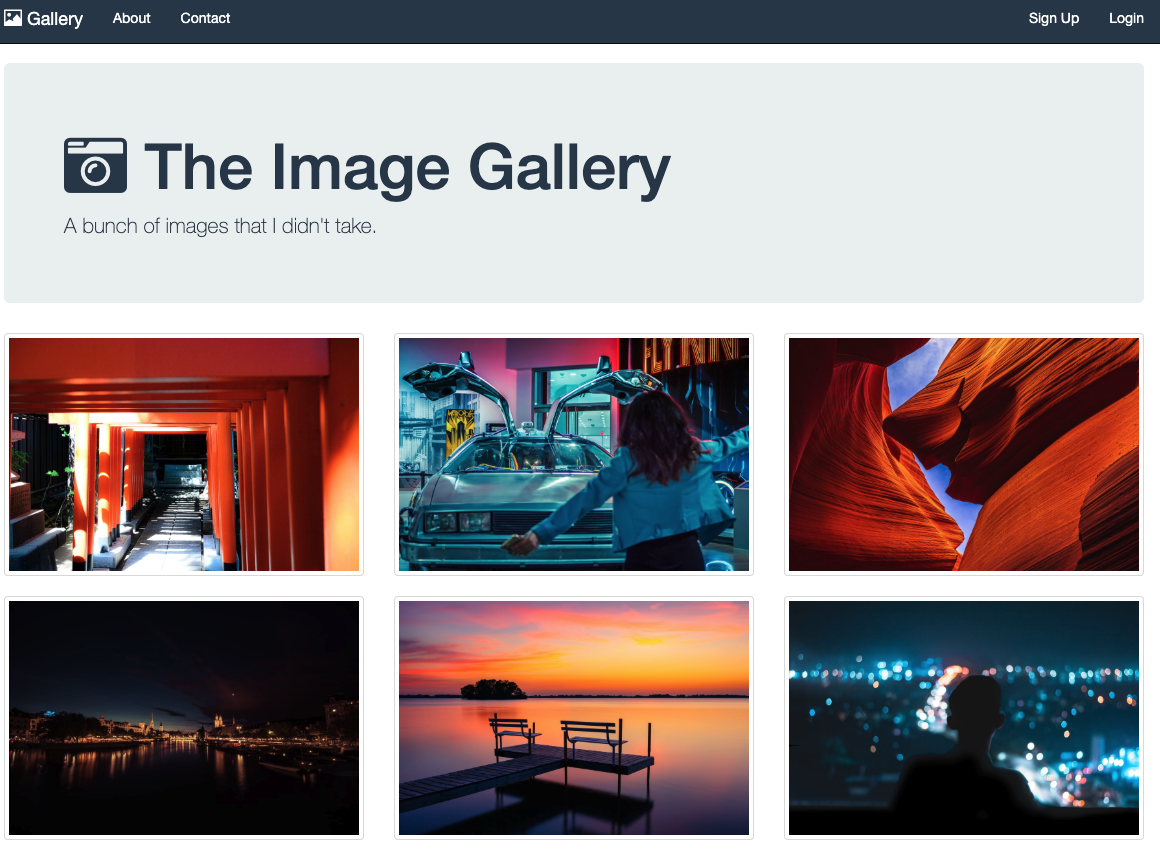 Gallery About Contact Sign Up Login
The Image Gallery
A bunch of images that I didn't take.